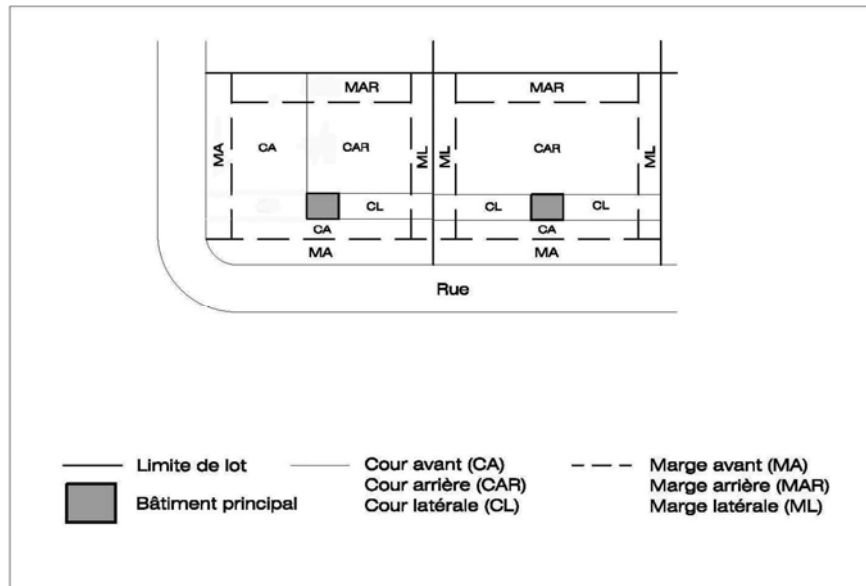 MAR MAR
MA CA CAR ML ML CAR ML
CL CL CL
CA CA
MA MA
Rue
Limite de lot
Bâtiment principal
Cour avant (CA)
Cour arrière (CAR)
Cour latérale (CL)
Marge avant (MA)
Marge arrière (MAR)
Marge latérale (ML)